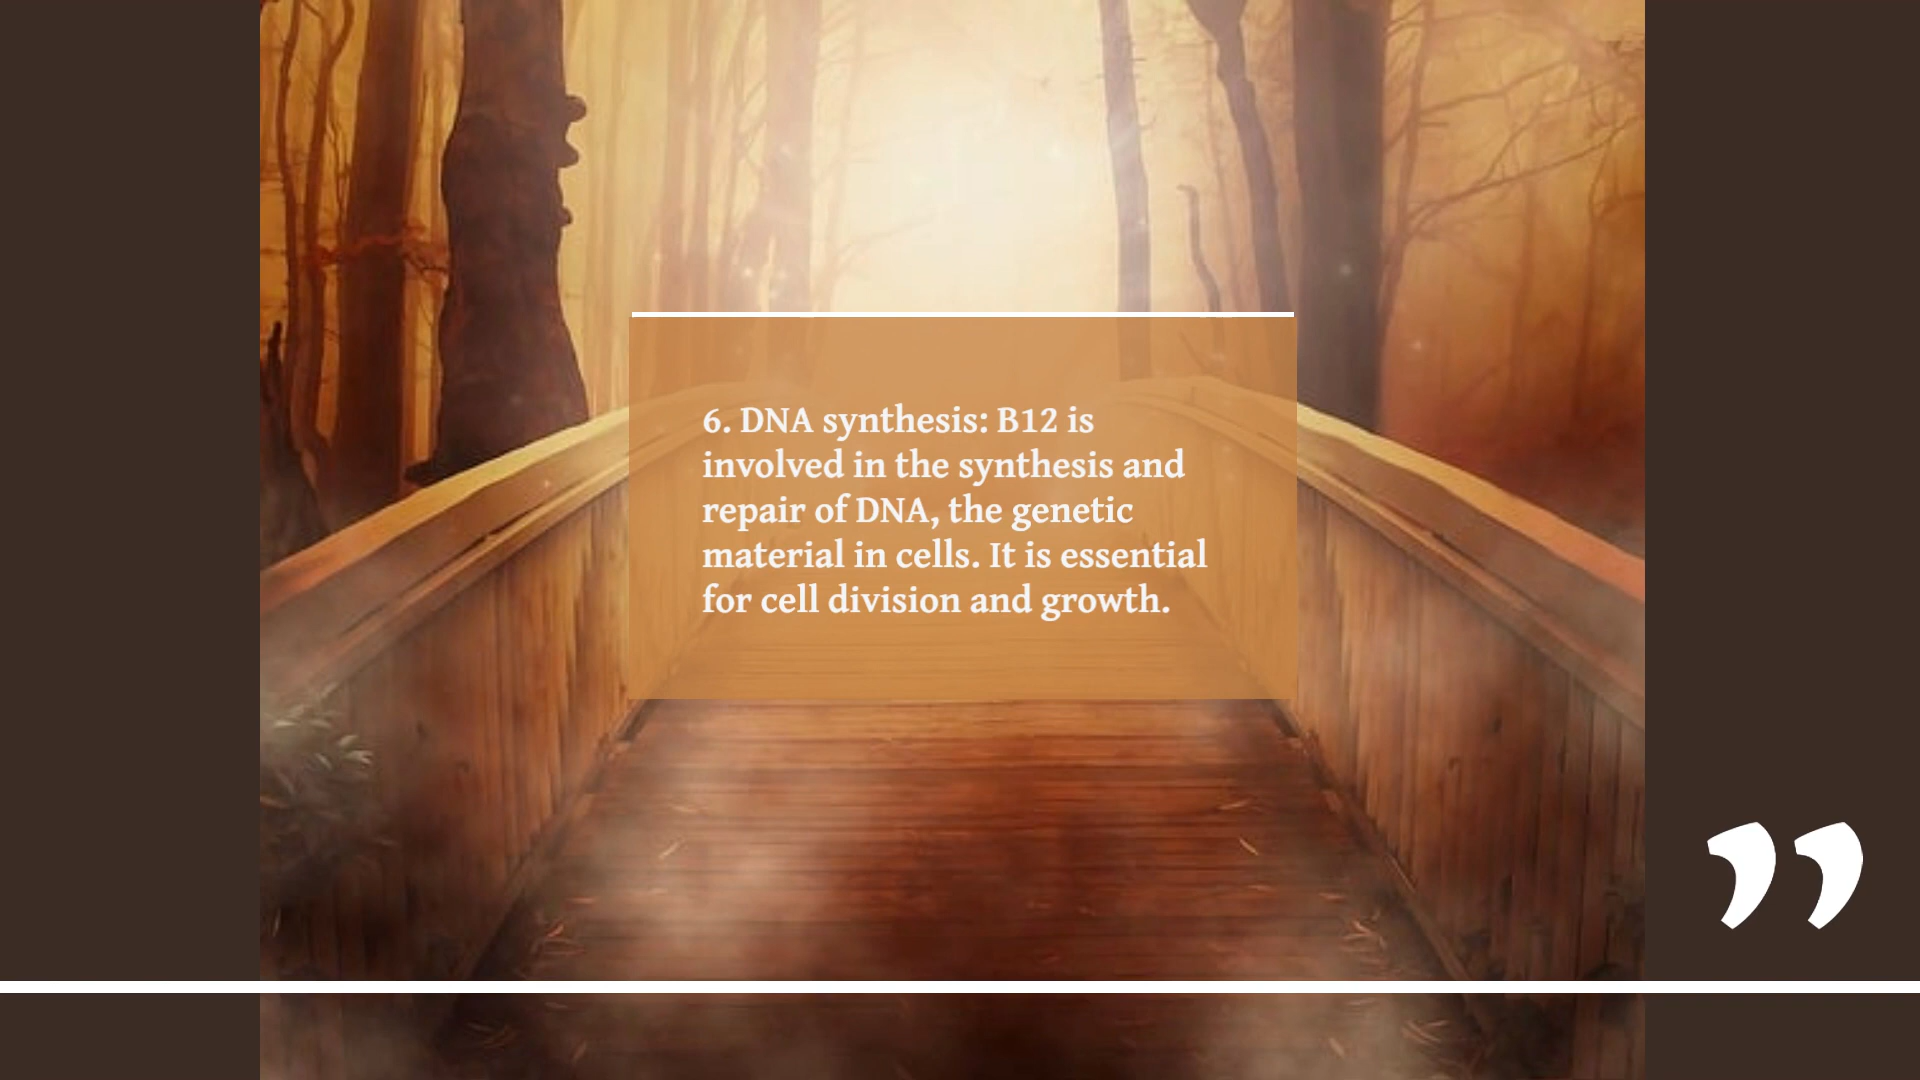 6. DNA synthesis: B12 is
involved in the synthesis and
repair of DNA, the genetic
material in cells. It is essential
for cell division and growth.
”